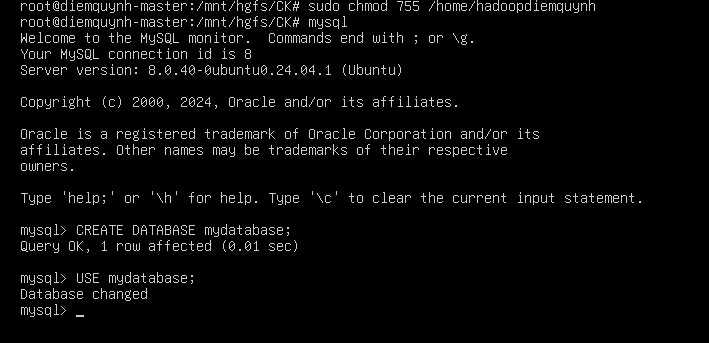 root@diemquynh-master:/mnt/hgfs/CK# sudo chmod 755 /home/hadoopdiemquynh
root@diemquynh-master:/mnt/hgfs/CK# mysql
Welcome to the MySQL monitor.  Commands end with ; or \g.
Your MySQL connection id is 8
Server version: 8.0.40-0ubuntu0.24.04.1 (Ubuntu)
Copyright (c) 2000, 2024, Oracle and/or its affiliates.
Oracle is a registered trademark of Oracle Corporation and/or its
affiliates. Other names may be trademarks of their respective
owners.
Type 'help;' or '\h' for help. Type '\c' to clear the current input statement.
mysql> CREATE DATABASE mydatabase;
Query OK, 1 row affected (0.01 sec)
mysql> USE mydatabase;
Database changed
mysql> _